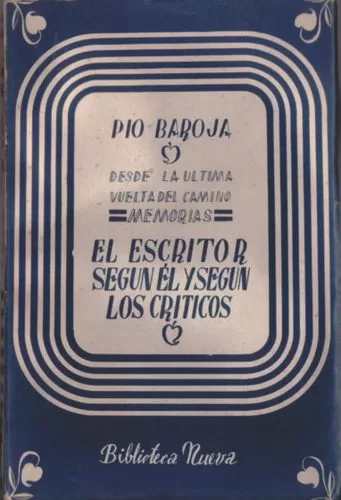 PIO BAROJA
DESDE LA ULTIMA
VUELTA DEL CAMINO
MEMORIAS
EL ESCRITOR
SEGUN ÉL Y SEGUN
LOS CRITICOS
Biblioteca Nueva